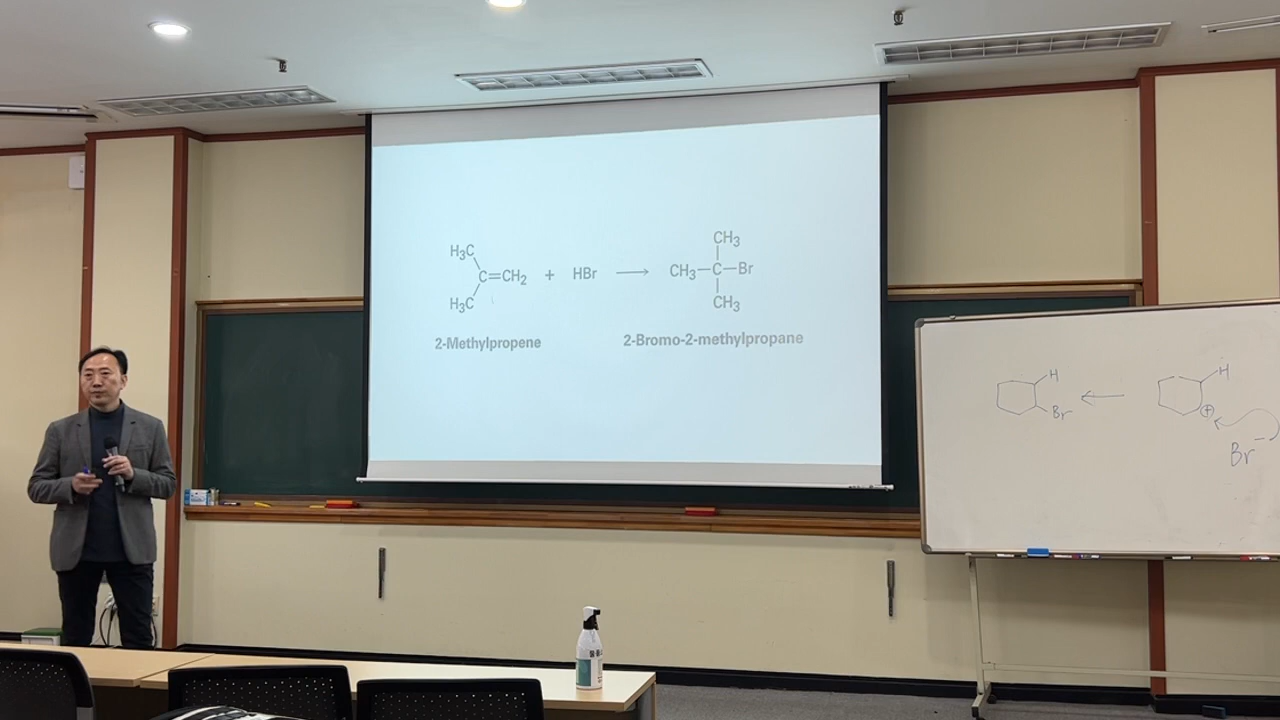 H₃C
C=CH₂ + HBr ⟶
H₃C
CH₃
CH₃–C–Br
CH₃
2-Methylpropene
2-Bromo-2-methylpropane
H
Br
←
H
⊕
Br⁻